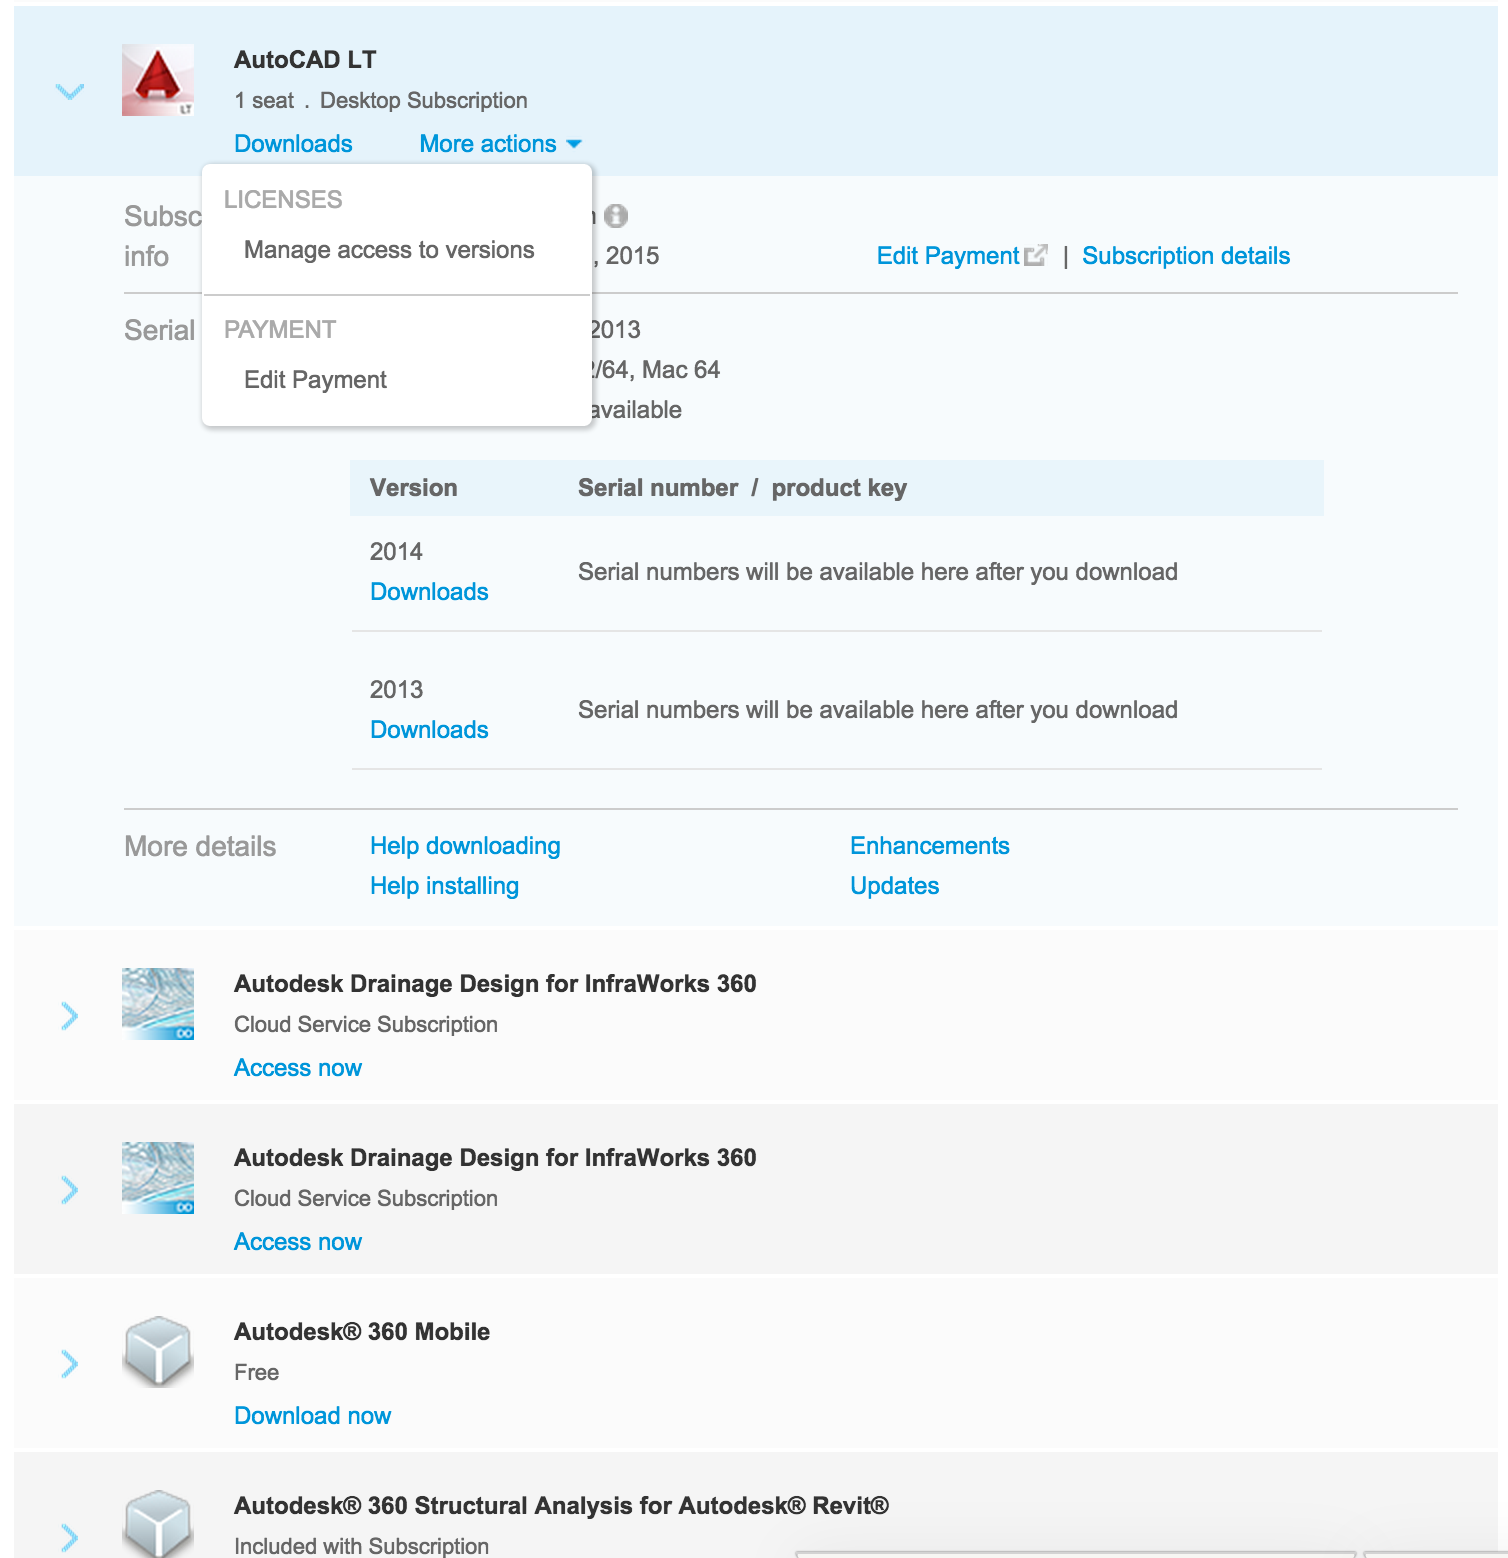 AutoCAD LT
1 seat . Desktop Subscription
Downloads More actions
LICENSES
Manage access to versions
PAYMENT
Edit Payment
Subsc
info
, 2015
Edit Payment | Subscription details
Serial
2013
/64, Mac 64
available
Version Serial number / product key
2014
Downloads
Serial numbers will be available here after you download
2013
Downloads
Serial numbers will be available here after you download
More details
Help downloading Enhancements
Help installing Updates
Autodesk Drainage Design for InfraWorks 360
Cloud Service Subscription
Access now
Autodesk Drainage Design for InfraWorks 360
Cloud Service Subscription
Access now
Autodesk® 360 Mobile
Free
Download now
Autodesk® 360 Structural Analysis for Autodesk® Revit®
Included with Subscription